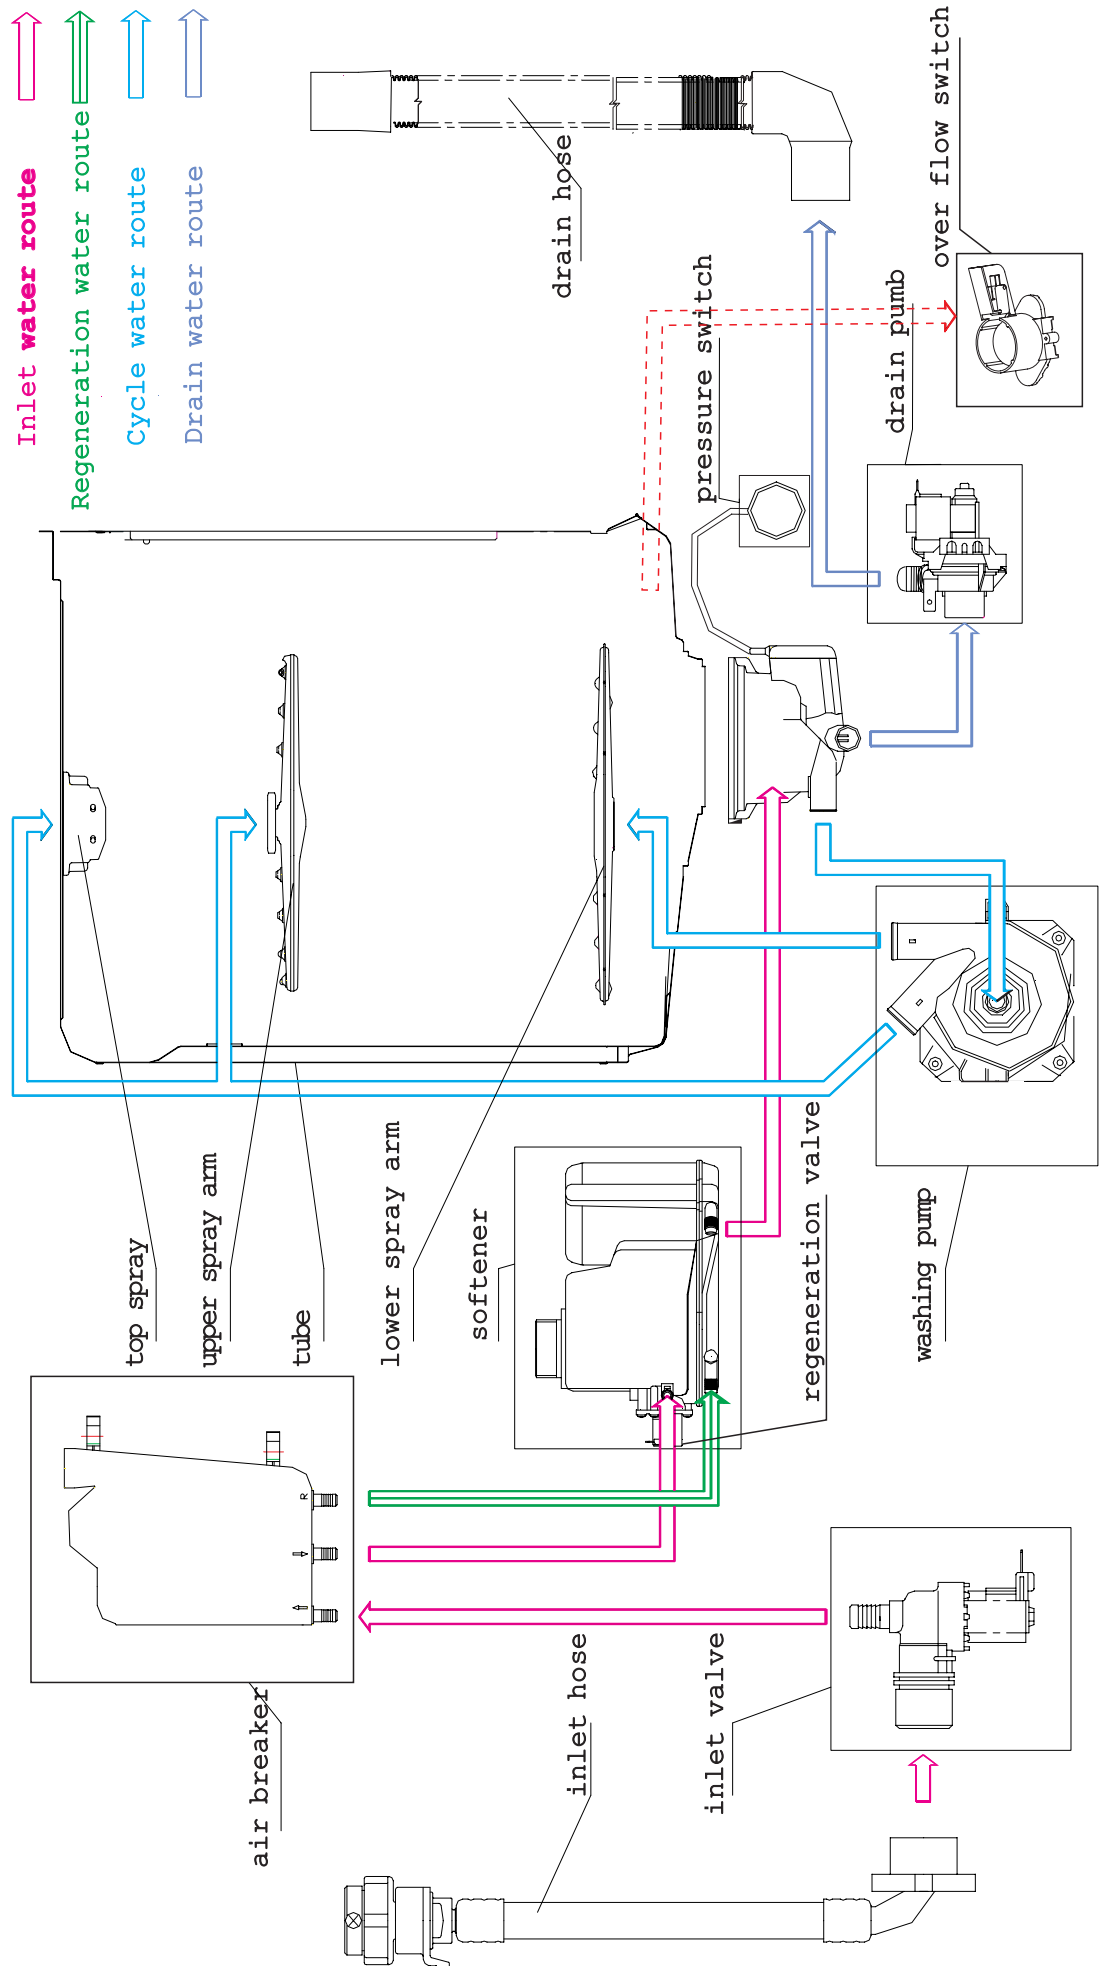 Inlet water route
Regeneration water route
Cycle water route
Drain water route
drain hose
over flow switch
pressure switch
drain pumb
top spray
upper spray arm
tube
lower spray arm
softener
regeneration valve
washing pump
R
air breaker
inlet hose
inlet valve